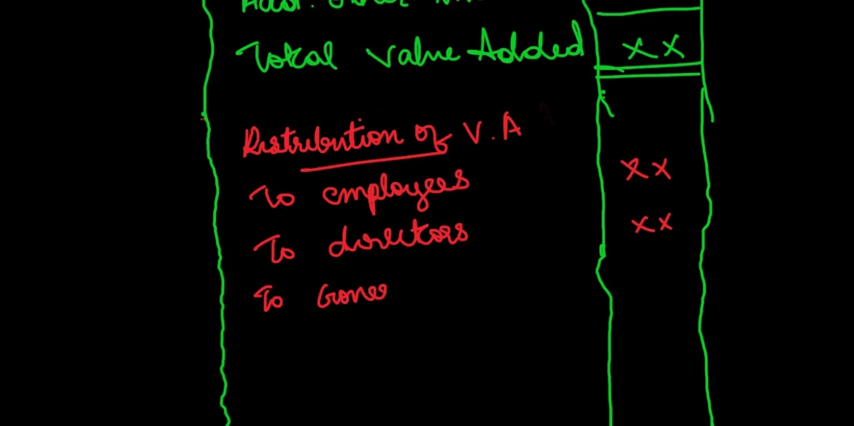 Total Value Added XX
Distribution of V.A
To employees XX
To directors XX
To Gover